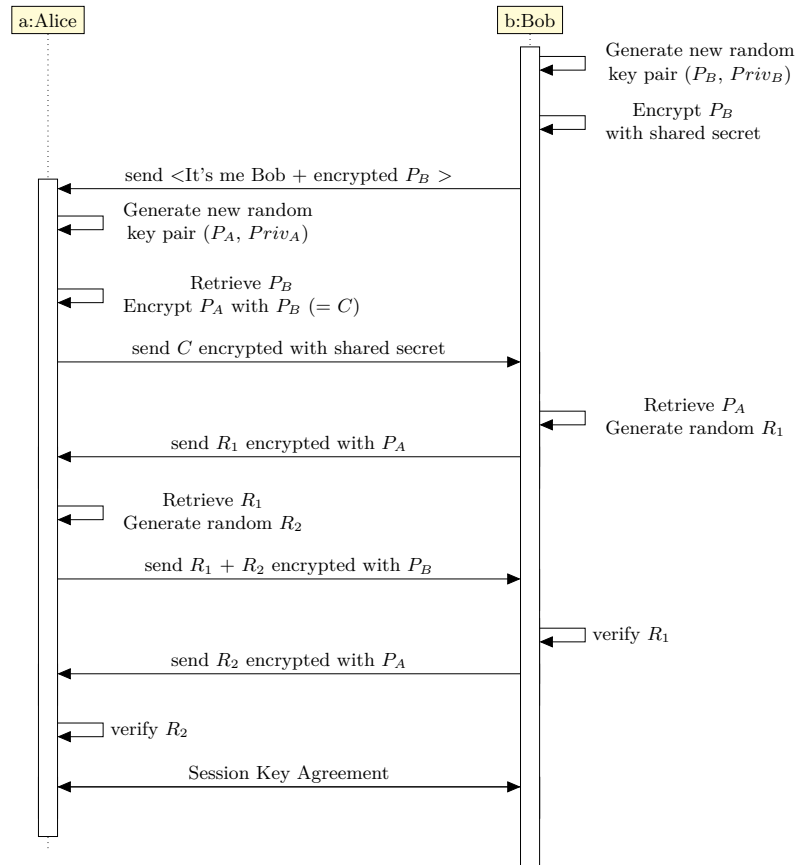 a:Alice
b:Bob
Generate new random
key pair (P_B, Priv_B)
Encrypt P_B
with shared secret
send <It's me Bob + encrypted P_B >
Generate new random
key pair (P_A, Priv_A)
Retrieve P_B
Encrypt P_A with P_B (= C)
send C encrypted with shared secret
Retrieve P_A
Generate random R_1
send R_1 encrypted with P_A
Retrieve R_1
Generate random R_2
send R_1 + R_2 encrypted with P_B
verify R_1
send R_2 encrypted with P_A
verify R_2
Session Key Agreement